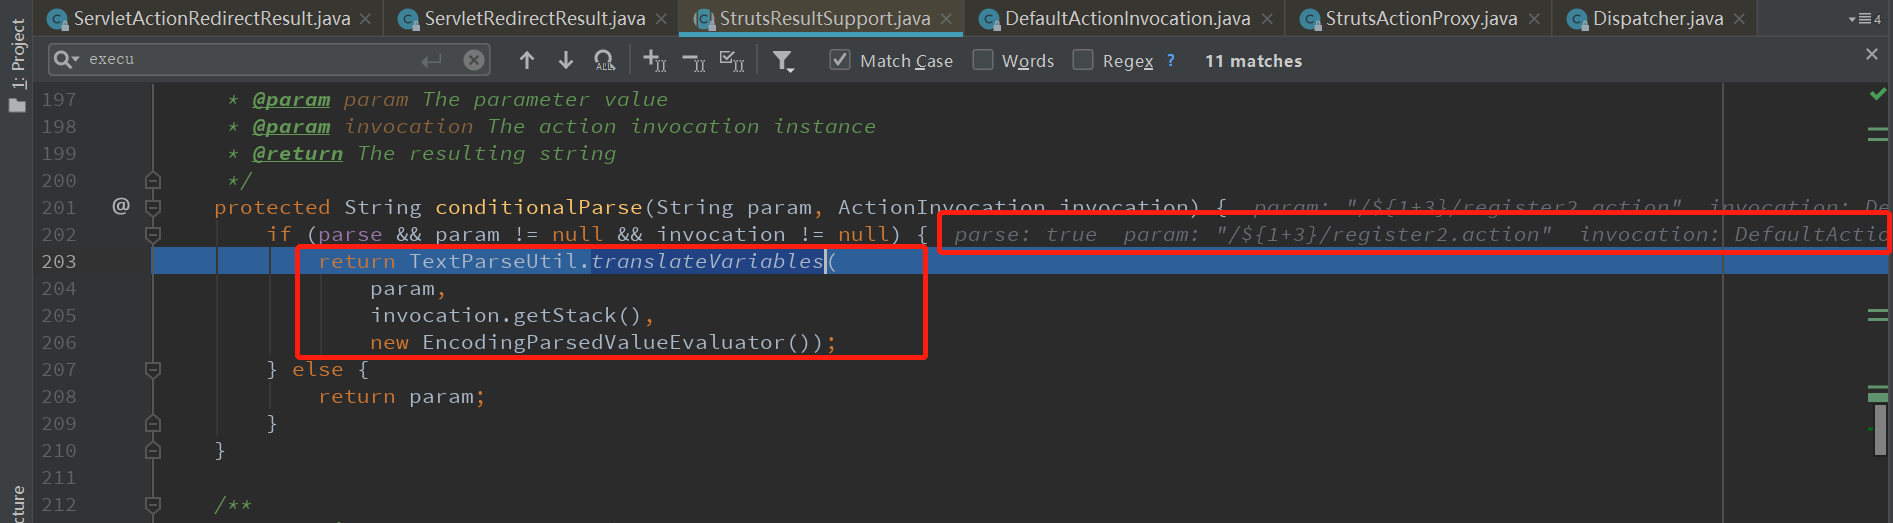 ServletActionRedirectResult.java ServletRedirectResult.java StrutsResultSupport.java DefaultActionInvocation.java StrutsActionProxy.java Dispatcher.java 4
1: Project
execu Match Case Words Regex ? 11 matches
197 * @param param The parameter value
198 * @param invocation The action invocation instance
199 * @return The resulting string
200 */
201 @ protected String conditionalParse(String param, ActionInvocation invocation) { param: "/${1+3}/register2.action" invocation: De
202 if (parse && param != null && invocation != null) { parse: true param: "/${1+3}/register2.action" invocation: DefaultActio
203 return TextParseUtil.translateVariables(
204 param,
205 invocation.getStack(),
206 new EncodingParsedValueEvaluator());
207 } else {
208 return param;
209 }
210 }
211
212 /**
cture